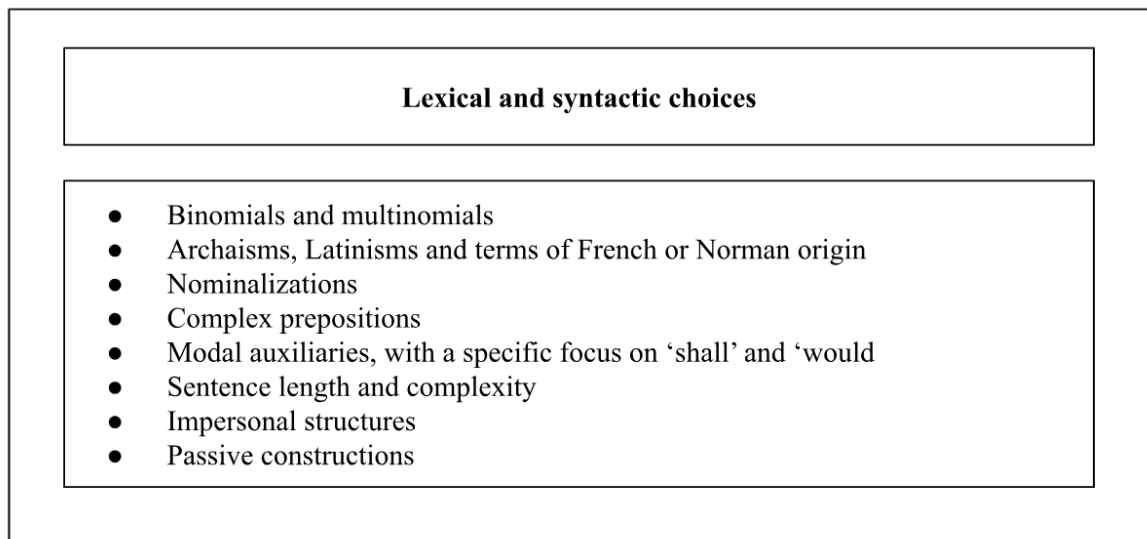 Lexical and syntactic choices
● Binomials and multinomials
● Archaisms, Latinisms and terms of French or Norman origin
● Nominalizations
● Complex prepositions
● Modal auxiliaries, with a specific focus on ‘shall’ and ‘would
● Sentence length and complexity
● Impersonal structures
● Passive constructions